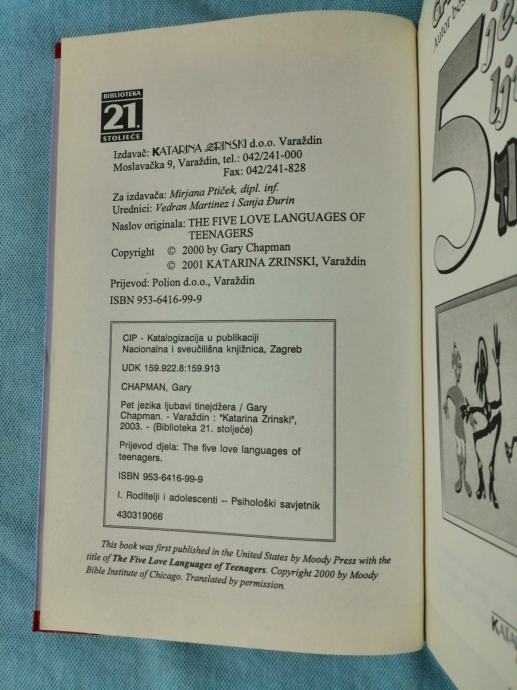 BIBLIOTEKA
21.
STOLJEĆE
Izdavač: KATARINA ZRINSKI d.o.o. Varaždin
Moslavačka 9, Varaždin, tel.: 042/241-000
Fax: 042/241-828
Za izdavača: Mirjana Ptiček, dipl. inf.
Urednici: Vedran Martinez i Sanja Đurin
Naslov originala: THE FIVE LOVE LANGUAGES OF
TEENAGERS
Copyright © 2000 by Gary Chapman
© 2001 KATARINA ZRINSKI, Varaždin
Prijevod: Polion d.o.o., Varaždin
ISBN 953-6416-99-9
CIP - Katalogizacija u publikaciji
Nacionalna i sveučilišna knjižnica, Zagreb
UDK 159.922.8:159.913
CHAPMAN, Gary
Pet jezika ljubavi tinejdžera / Gary
Chapman. - Varaždin : "Katarina Zrinski",
2003. - (Biblioteka 21. stoljeće)
Prijevod djela: The five love languages of
teenagers.
ISBN 953-6416-99-9
I. Roditelji i adolescenti -- Psihološki savjetnik
430319066
This book was first published in the United States by Moody Press with the
title of The Five Love Languages of Teenagers. Copyright 2000 by Moody
Bible Institute of Chicago. Translated by permission.
Autor bes
5 je
lj